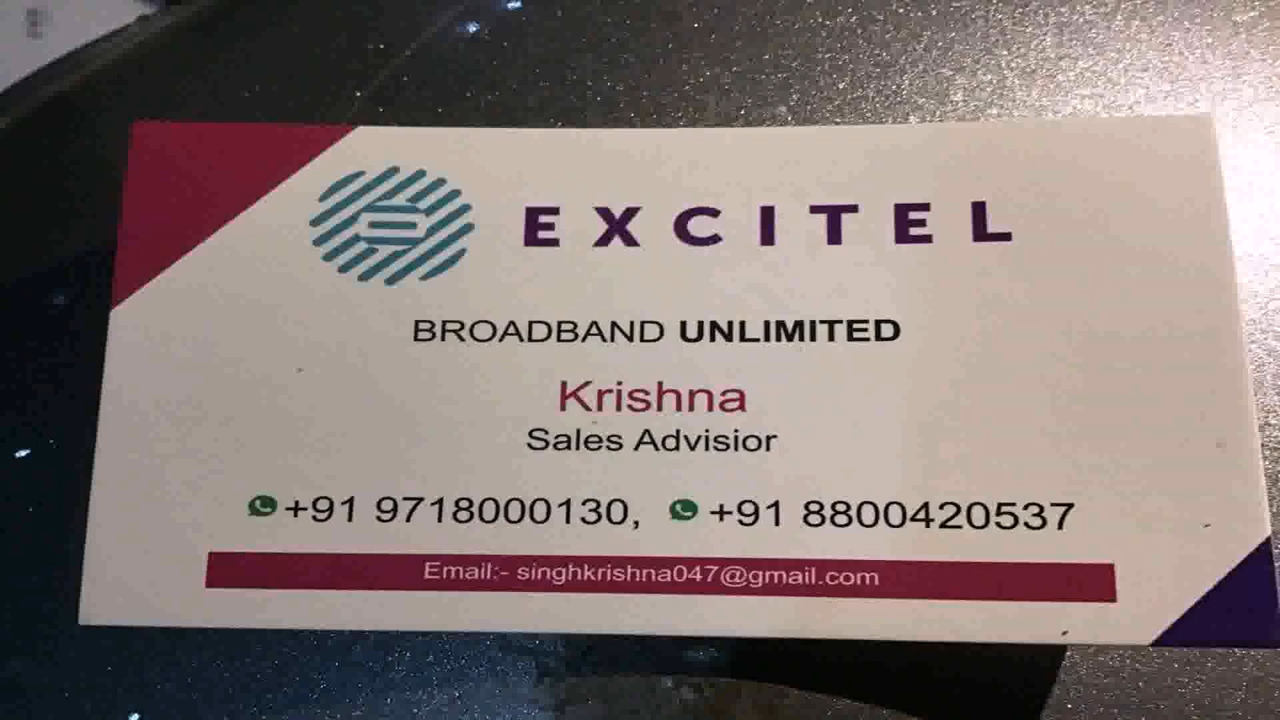 EXCITEL
BROADBAND UNLIMITED
Krishna
Sales Advisior
+91 9718000130, +91 8800420537
Email:- singhkrishna047@gmail.com